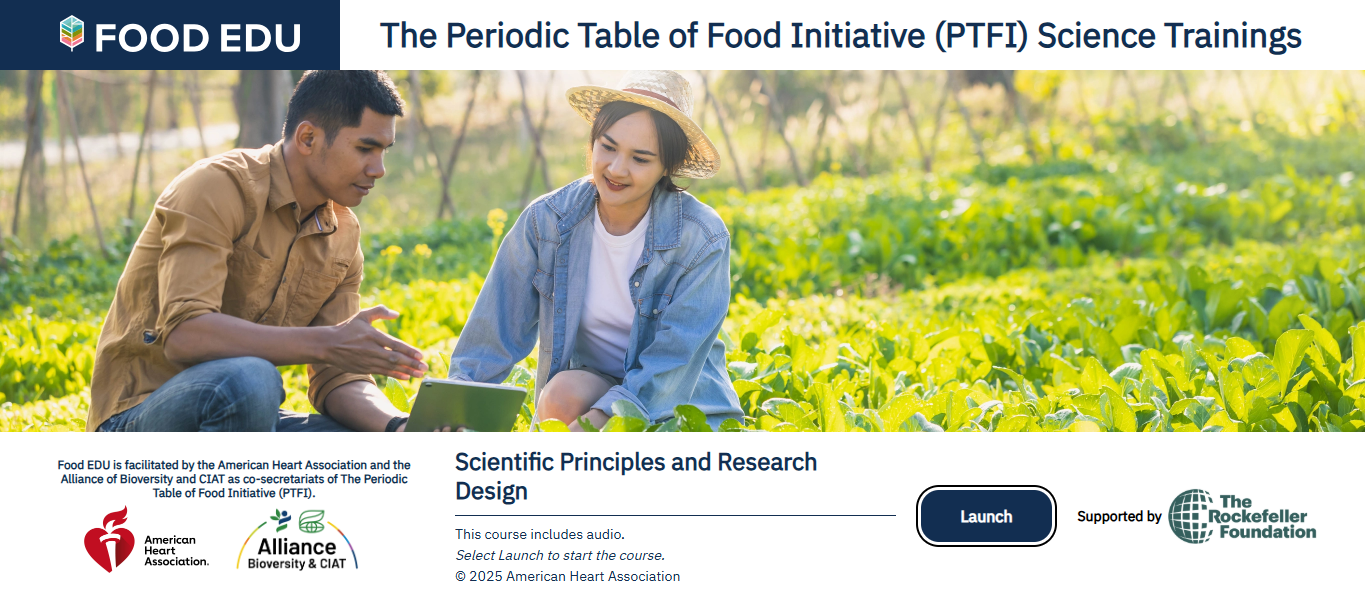 FOOD EDU
The Periodic Table of Food Initiative (PTFI) Science Trainings
Food EDU is facilitated by the American Heart Association and the
Alliance of Bioversity and CIAT as co-secretariats of The Periodic
Table of Food Initiative (PTFI).
American
Heart
Association.
Alliance
Bioversity & CIAT
Scientific Principles and Research
Design
This course includes audio.
Select Launch to start the course.
© 2025 American Heart Association
Launch
Supported by
The
Rockefeller
Foundation